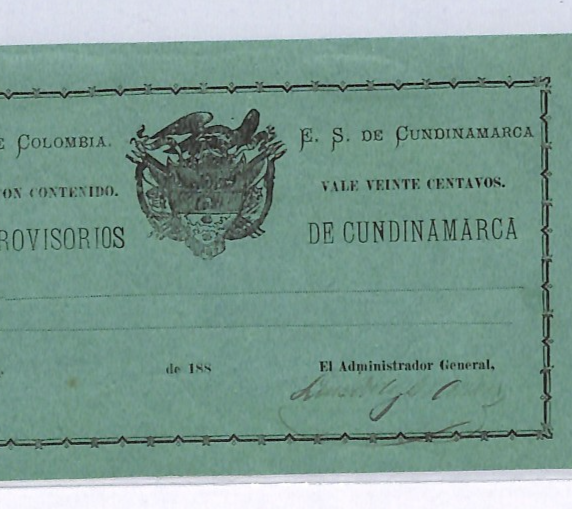 E COLOMBIA. E. S. DE CUNDINAMARCA
ON CONTENIDO. VALE VEINTE CENTAVOS.
ROVISORIOS DE CUNDINAMARCA
de 188 El Administrador General,